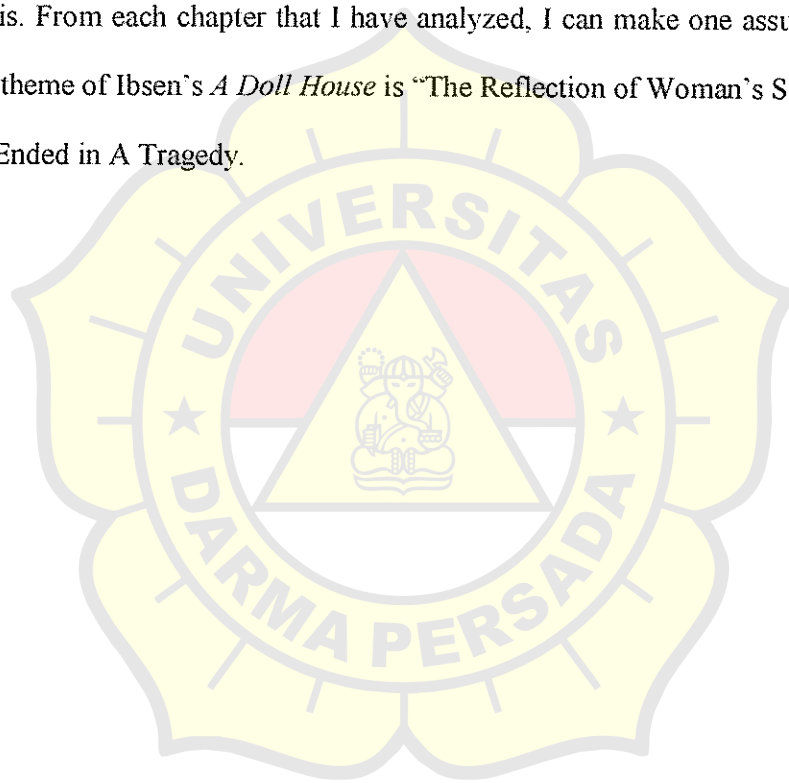 is. From each chapter that I have analyzed, I can make one
theme of Ibsen's A Doll House is “The Reflection of Woman's
Ended in A Tragedy.
UNIVERSITAS
DARMA PERSADA